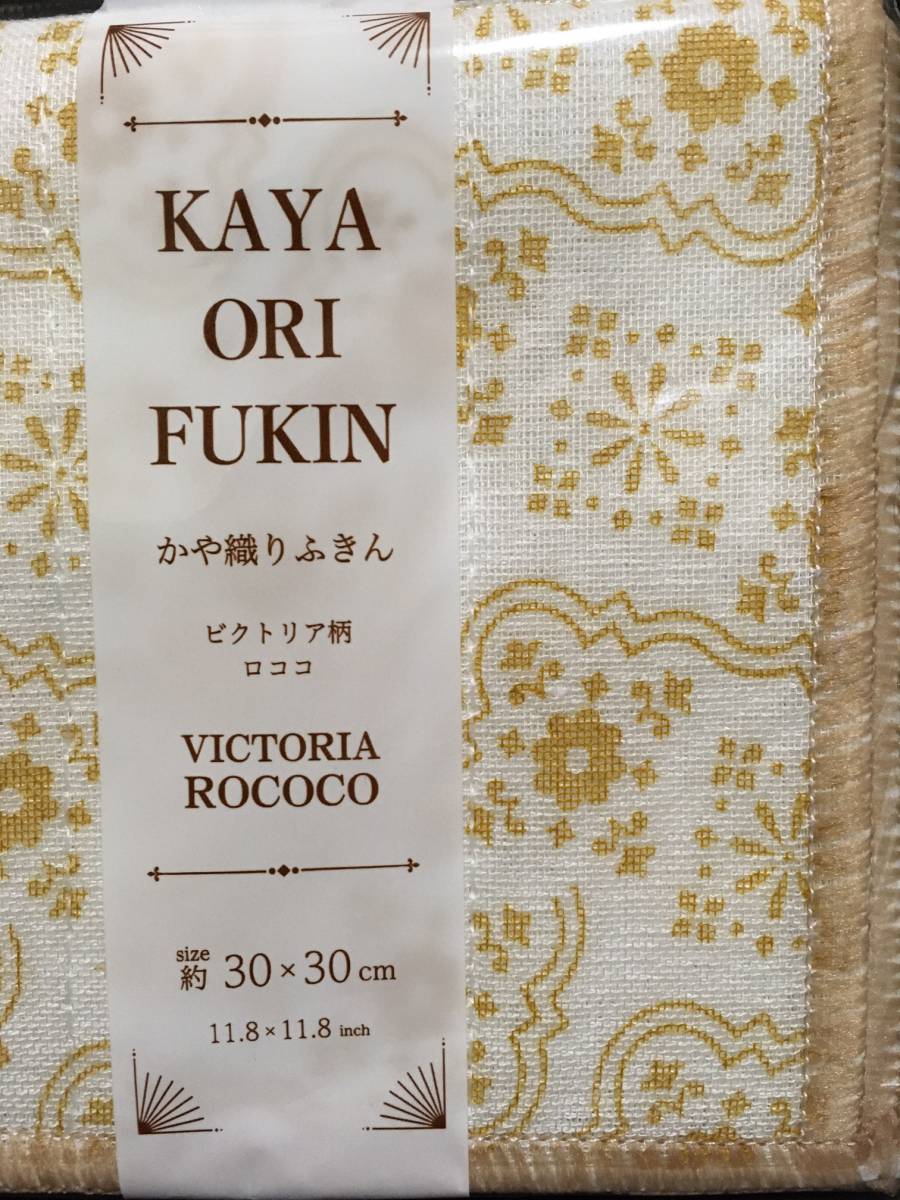 KAYA
ORI
FUKIN
かや織りふきん
ビクトリア柄
ロココ
VICTORIA
ROCOCO
size
約 30×30cm
11.8×11.8 inch